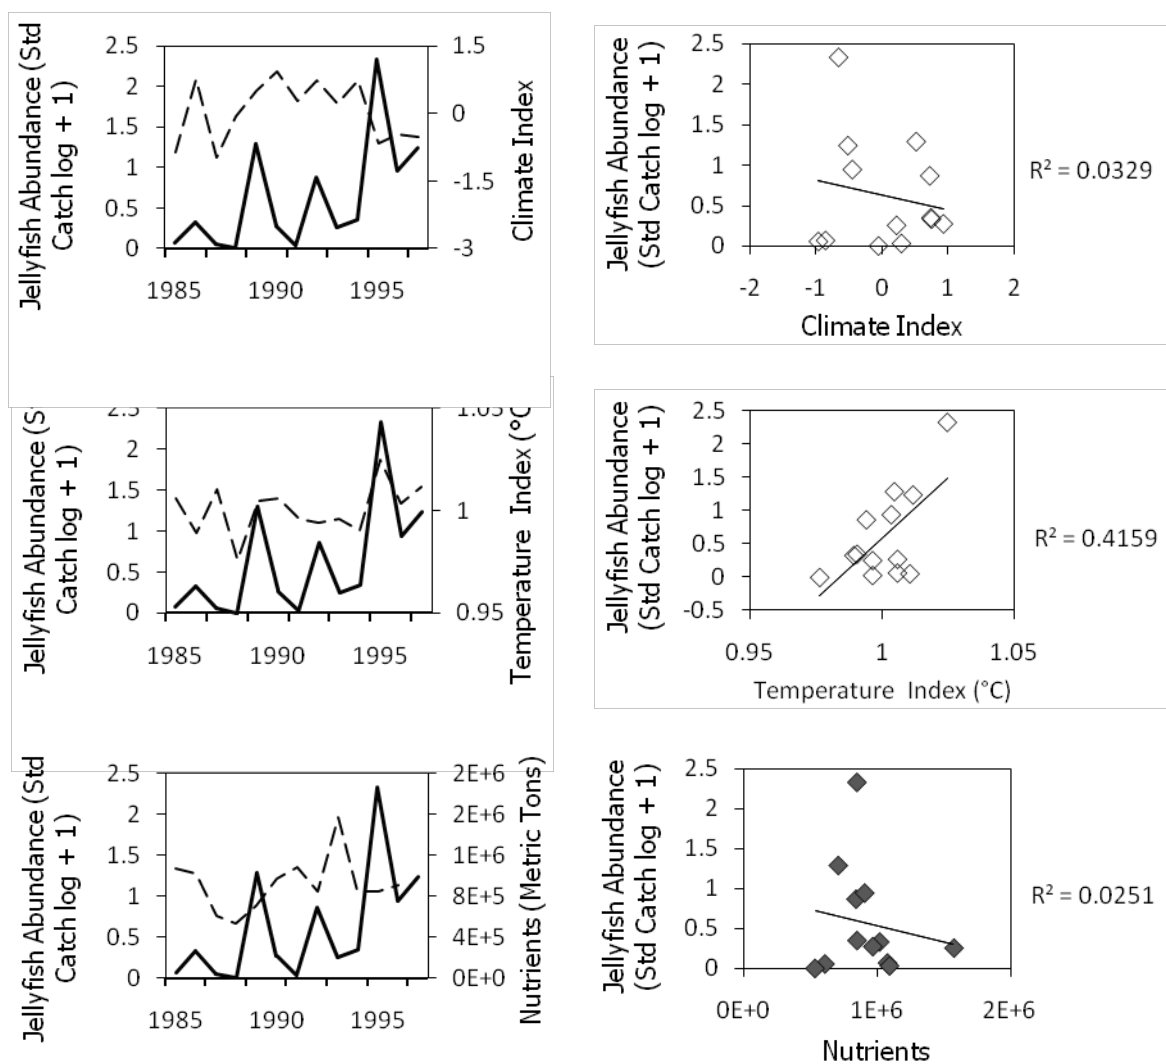 Jellyfish Abundance (Std
Catch log + 1)
2.5
2
1.5
1
0.5
0
1.5
0
-1.5
-3
Climate Index
1985
1990
1995
Jellyfish Abundance
(Std Catch log + 1)
2.5
2
1.5
1
0.5
0
-2
-1
0
1
2
Climate Index
R² = 0.0329
Jellyfish Abundance (S
Catch log + 1)
2.5
2
1.5
1
0.5
0
1.05
1
0.95
Temperature Index (°C
1985
1990
1995
Jellyfish Abundance
(Std Catch log + 1)
2.5
2
1.5
1
0.5
0
-0.5
0.95
1
1.05
Temperature Index (°C)
R² = 0.4159
Jellyfish Abundance (Std
Catch log + 1)
2.5
2
1.5
1
0.5
0
2E+6
2E+6
1E+6
8E+5
4E+5
0E+0
Nutrients (Metric Tons)
1985
1990
1995
Jellyfish Abundance
(Std Catch log + 1)
2.5
2
1.5
1
0.5
0
0E+0
1E+6
2E+6
Nutrients
R² = 0.0251